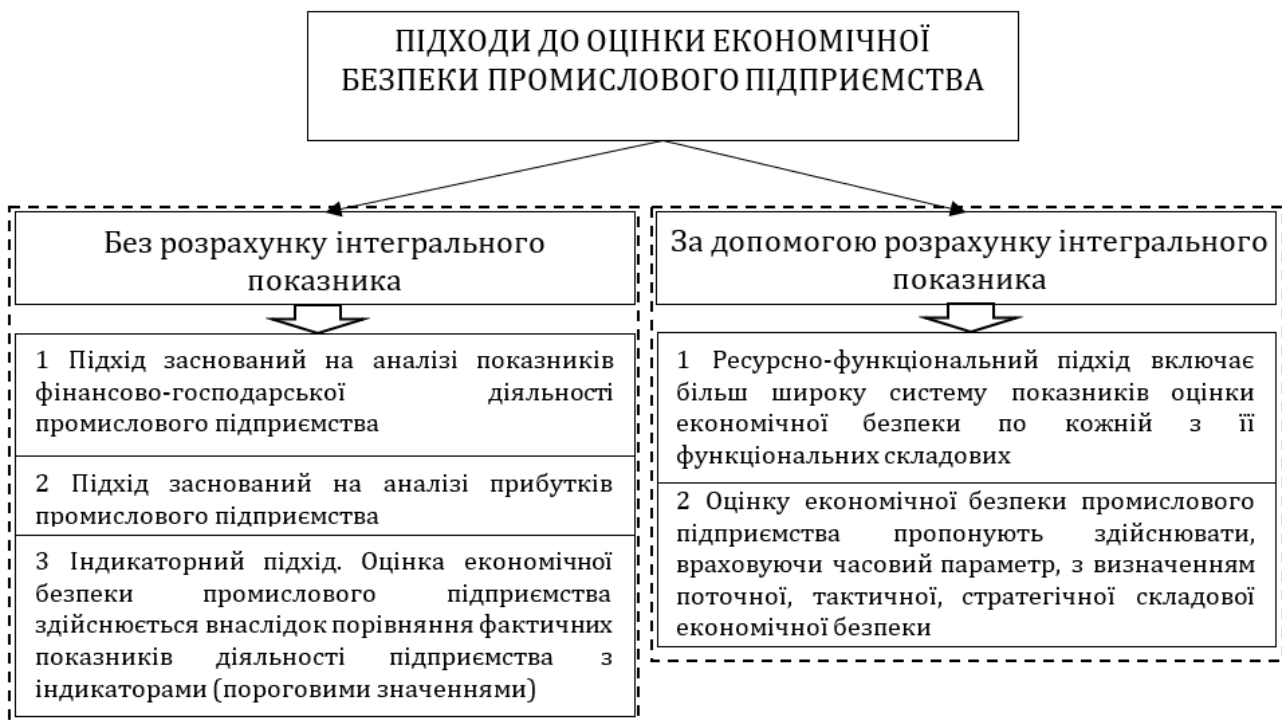 ПІДХОДИ ДО ОЦІНКИ ЕКОНОМІЧНОЇ
БЕЗПЕКИ ПРОМИСЛОВОГО ПІДПРИЄМСТВА
Без розрахунку інтегрального
показника
1 Підхід заснований на аналізі показників
фінансово-господарської діяльності
промислового підприємства
2 Підхід заснований на аналізі прибутків
промислового підприємства
3 Індикаторний підхід. Оцінка економічної
безпеки промислового підприємства
здійснюється внаслідок порівняння фактичних
показників діяльності підприємства з
індикаторами (пороговими значеннями)
За допомогою розрахунку інтегрального
показника
1 Ресурсно-функціональний підхід включає
більш широку систему показників оцінки
економічної безпеки по кожній з її
функціональних складових
2 Оцінку економічної безпеки промислового
підприємства пропонують здійснювати,
враховуючи часовий параметр, з визначенням
поточної, тактичної, стратегічної складової
економічної безпеки